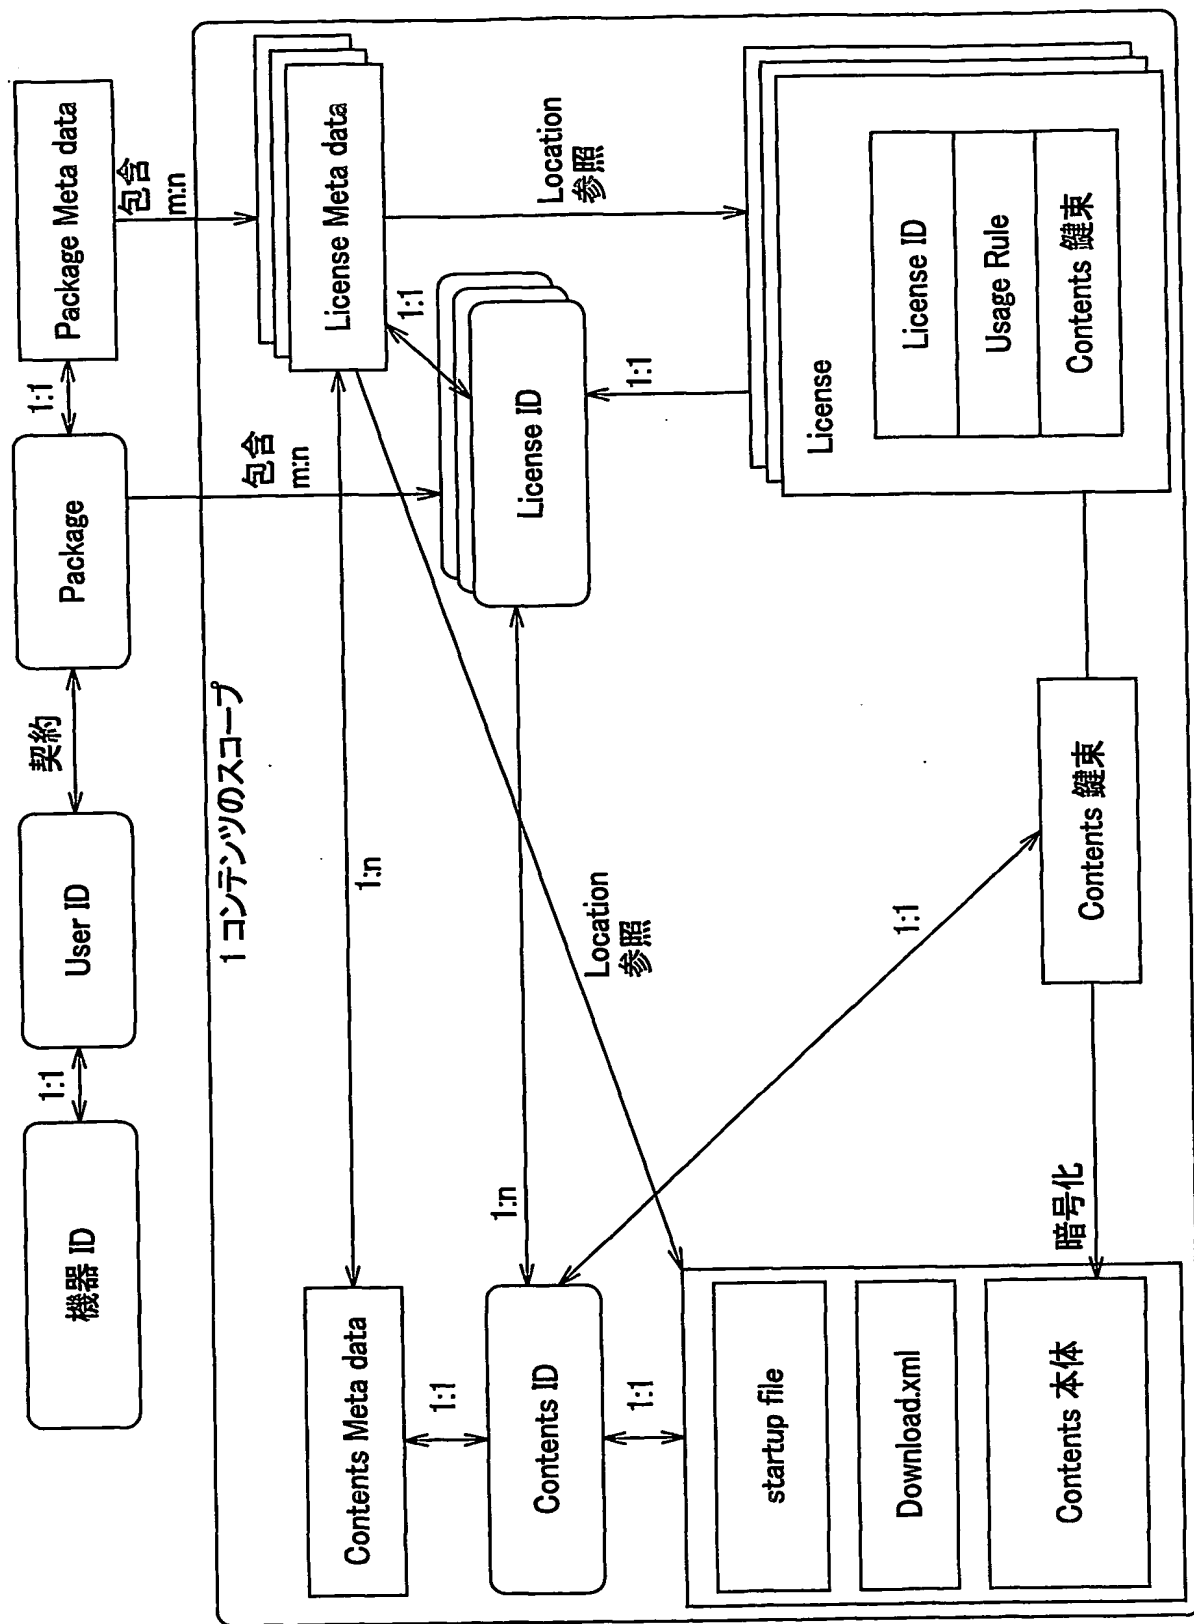 機器 ID
1:1
User ID
契約
Package
1:1
Package Meta data
包含
m:n
1 コンテンツのスコープ
Contents Meta data
1:n
License Meta data
包含
m:n
1:1
Location
参照
1:1
Contents ID
1:n
License ID
1:1
1:1
Location
参照
startup file
Download.xml
Contents 本体
暗号化
1:1
Contents 鍵束
License
License ID
Usage Rule
Contents 鍵束